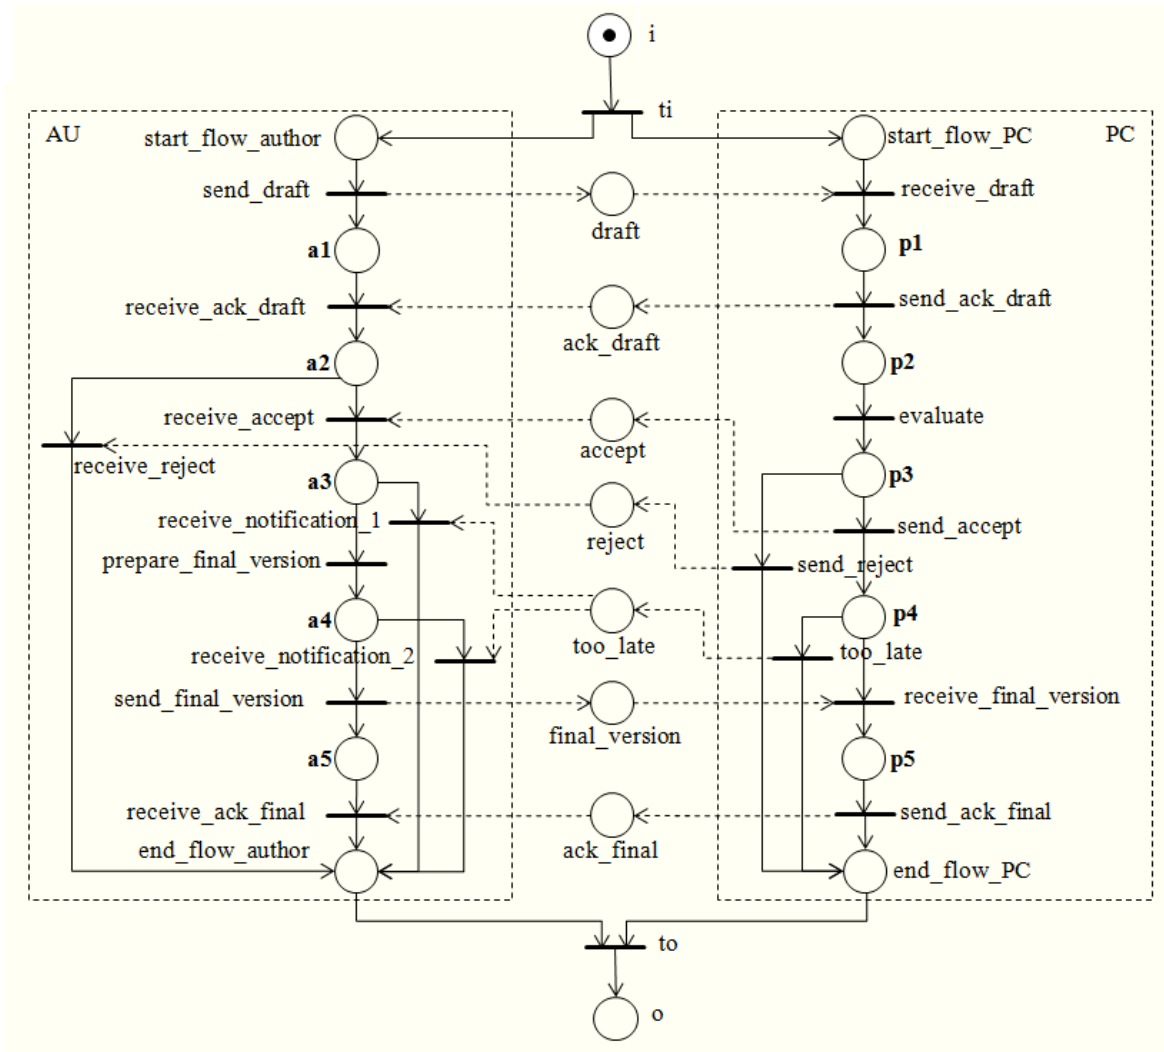 i
ti
AU
start_flow_author
start_flow_PC
PC
send_draft
receive_draft
draft
a1
p1
receive_ack_draft
send_ack_draft
ack_draft
a2
p2
receive_accept
evaluate
accept
receive_reject
a3
p3
receive_notification_1
send_accept
reject
prepare_final_version
send_reject
a4
p4
too_late
too_late
receive_notification_2
send_final_version
receive_final_version
final_version
a5
p5
receive_ack_final
send_ack_final
end_flow_author
ack_final
end_flow_PC
to
o